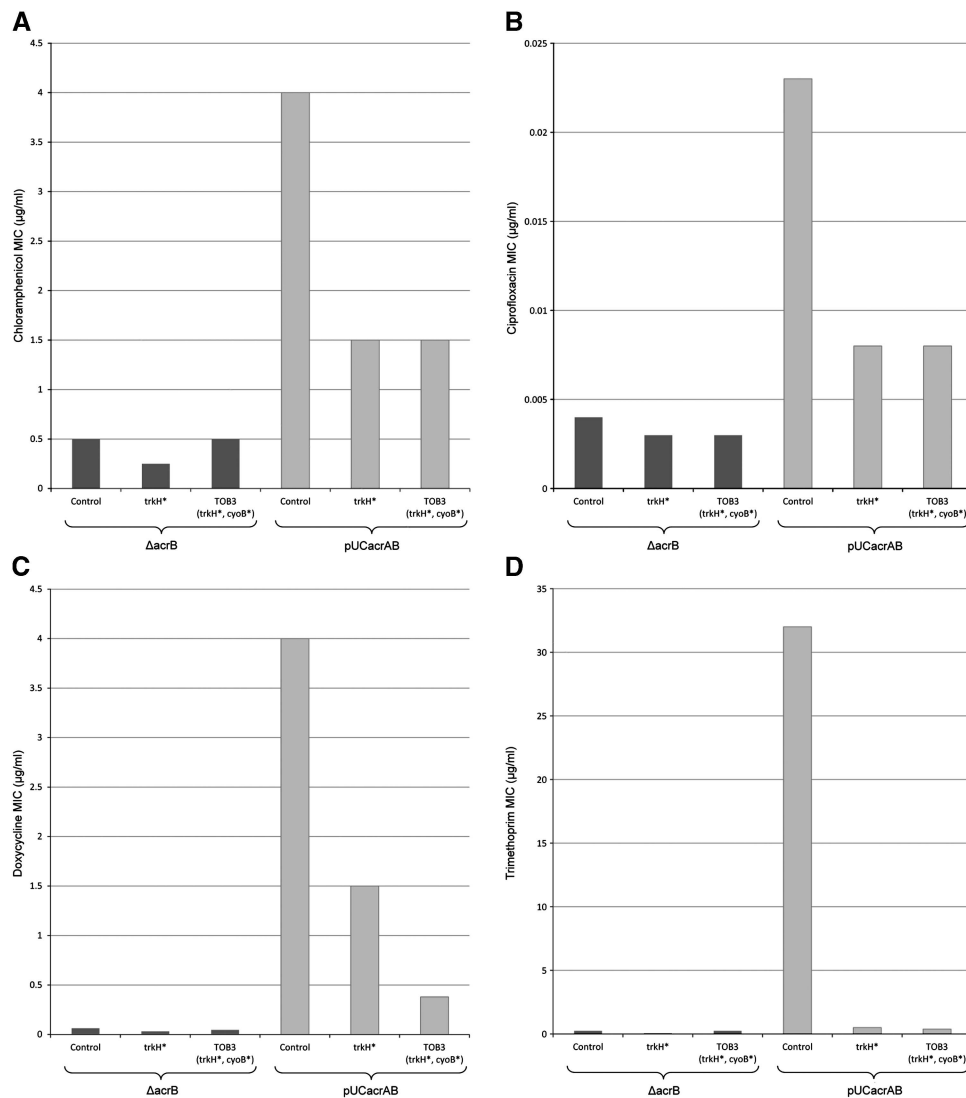 A
Chloramphenicol MIC (µg/ml)
4.5
4
3.5
3
2.5
2
1.5
1
0.5
0
Control
trkH*
TOB3
(trkH*, cyoB*)
Control
trkH*
TOB3
(trkH*, cyoB*)
ΔacrB
pUCacrAB
B
Ciprofloxacin MIC (µg/ml)
0.025
0.02
0.015
0.01
0.005
0
Control
trkH*
TOB3
(trkH*, cyoB*)
Control
trkH*
TOB3
(trkH*, cyoB*)
ΔacrB
pUCacrAB
C
Doxycycline MIC (µg/ml)
4.5
4
3.5
3
2.5
2
1.5
1
0.5
0
Control
trkH*
TOB3
(trkH*, cyoB*)
Control
trkH*
TOB3
(trkH*, cyoB*)
ΔacrB
pUCacrAB
D
Trimethoprim MIC (µg/ml)
35
30
25
20
15
10
5
0
Control
trkH*
TOB3
(trkH*, cyoB*)
Control
trkH*
TOB3
(trkH*, cyoB*)
ΔacrB
pUCacrAB